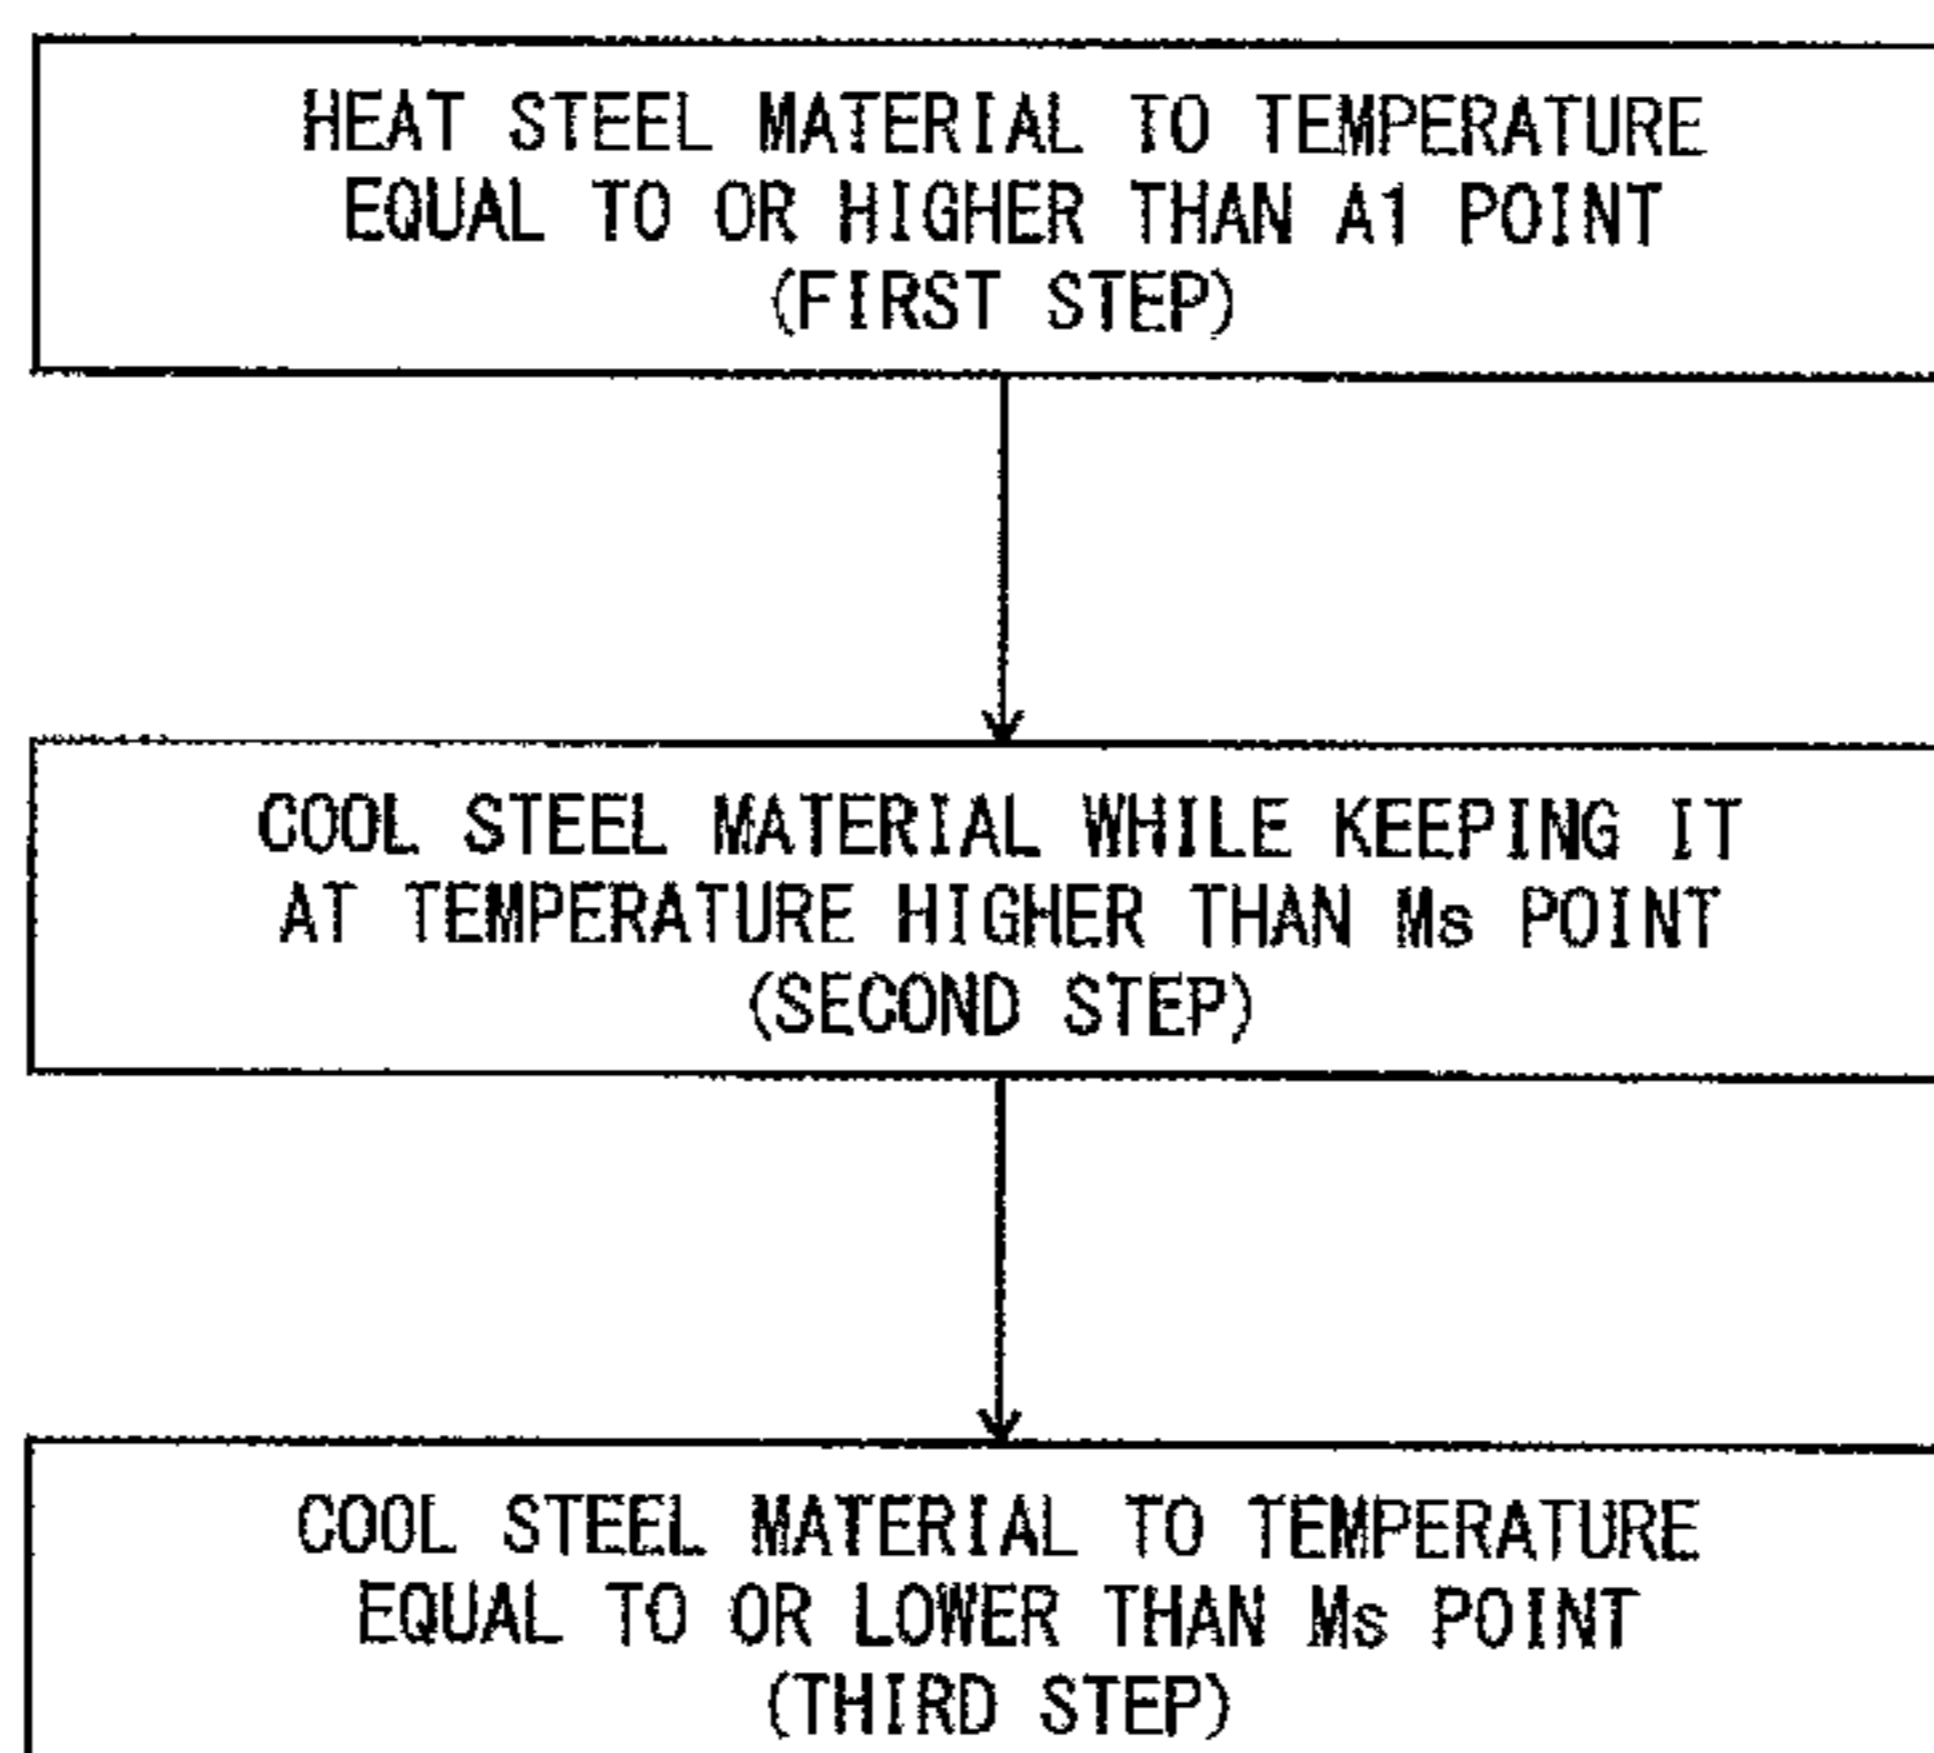 HEAT STEEL MATERIAL TO TEMPERATURE
EQUAL TO OR HIGHER THAN A1 POINT
(FIRST STEP)
COOL STEEL MATERIAL WHILE KEEPING IT
AT TEMPERATURE HIGHER THAN Ms POINT
(SECOND STEP)
COOL STEEL MATERIAL TO TEMPERATURE
EQUAL TO OR LOWER THAN Ms POINT
(THIRD STEP)